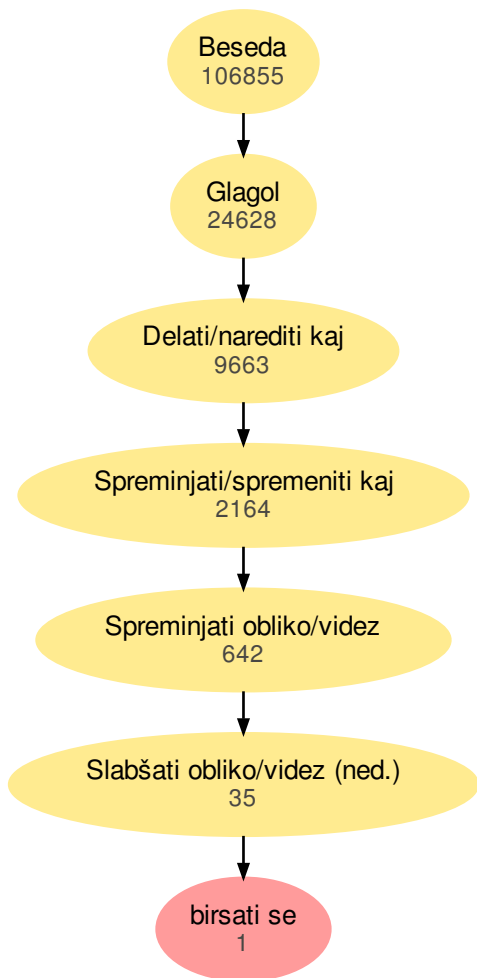 Beseda
106855
Glagol
24628
Delati/narediti kaj
9663
Spreminjati/spremeniti kaj
2164
Spreminjati obliko/videz
642
Slabšati obliko/videz (ned.)
35
birsati se
1